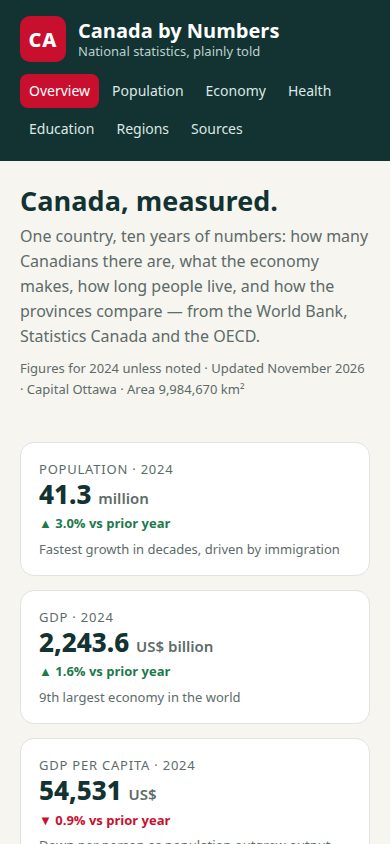 CA
Canada by Numbers
National statistics, plainly told
Overview Population Economy Health
Education Regions Sources
Canada, measured.
One country, ten years of numbers: how many
Canadians there are, what the economy
makes, how long people live, and how the
provinces compare — from the World Bank,
Statistics Canada and the OECD.
Figures for 2024 unless noted · Updated November 2026
· Capital Ottawa · Area 9,984,670 km²
POPULATION · 2024
41.3 million
▲ 3.0% vs prior year
Fastest growth in decades, driven by immigration
GDP · 2024
2,243.6 US$ billion
▲ 1.6% vs prior year
9th largest economy in the world
GDP PER CAPITA · 2024
54,531 US$
▼ 0.9% vs prior year